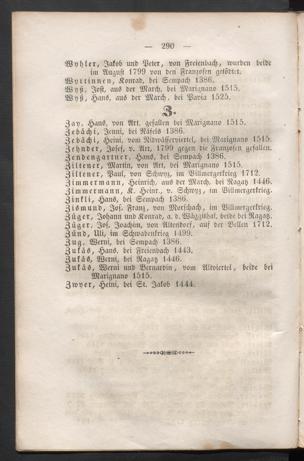 — 290 —
Wyhler, Jakob und Peter, von Freienbach, wurden beide
im August 1799 von den Franzosen getödtet.
Wyrtinnen, Konrad, bei Sempach 1386.
Wyß, Jost, aus der March, bei Marignano 1515.
Wyß, Hans, aus der March, bei Pavia 1525.
Z.
Zay, Hans, von Art, gefallen bei Marignano 1515.
Zebächi, Jenni, bei Räfels 1386.
Zebächi, Heini, vom Nitwässerviertel, bei Marignano 1515.
Zehnder, Josef, v. Art, 1799 gegen die Franzosen gefallen.
Zendengartner, Hans, bei Sempach 1386.
Ziltener, Martin, von Art, bei Marignano 1515.
Ziltener, Paul, von Schwyz, im Villmergerkrieg 1712.
Zimmermann, Heinrich, aus der March, bei Ragaz 1446.
Zimmermann, K. Heinr., v. Schwyz, im Villmergerkrieg.
Zinkli, Hans, bei Sempach 1386.
Zismund, Jos. Franz, von Morschach, im Villmergerkrieg.
Züger, Johann und Konrad, a. d. Wäggithal, beide bei Ragaz.
Züger, Jos. Joachim, von Altendorf, auf der Bellen 1712.
Zünd, Uli, im Schwabenkrieg 1499.
Zug, Werni, bei Sempach 1386.
Zukäs, Hans, bei Freienbach 1443.
Zukäs, Werni, bei Ragaz 1446.
Zukäs, Werni und Bernardin, vom Altviertel, beide bei
Marignano 1515.
Zwyer, Heini, bei St. Jakob 1444.